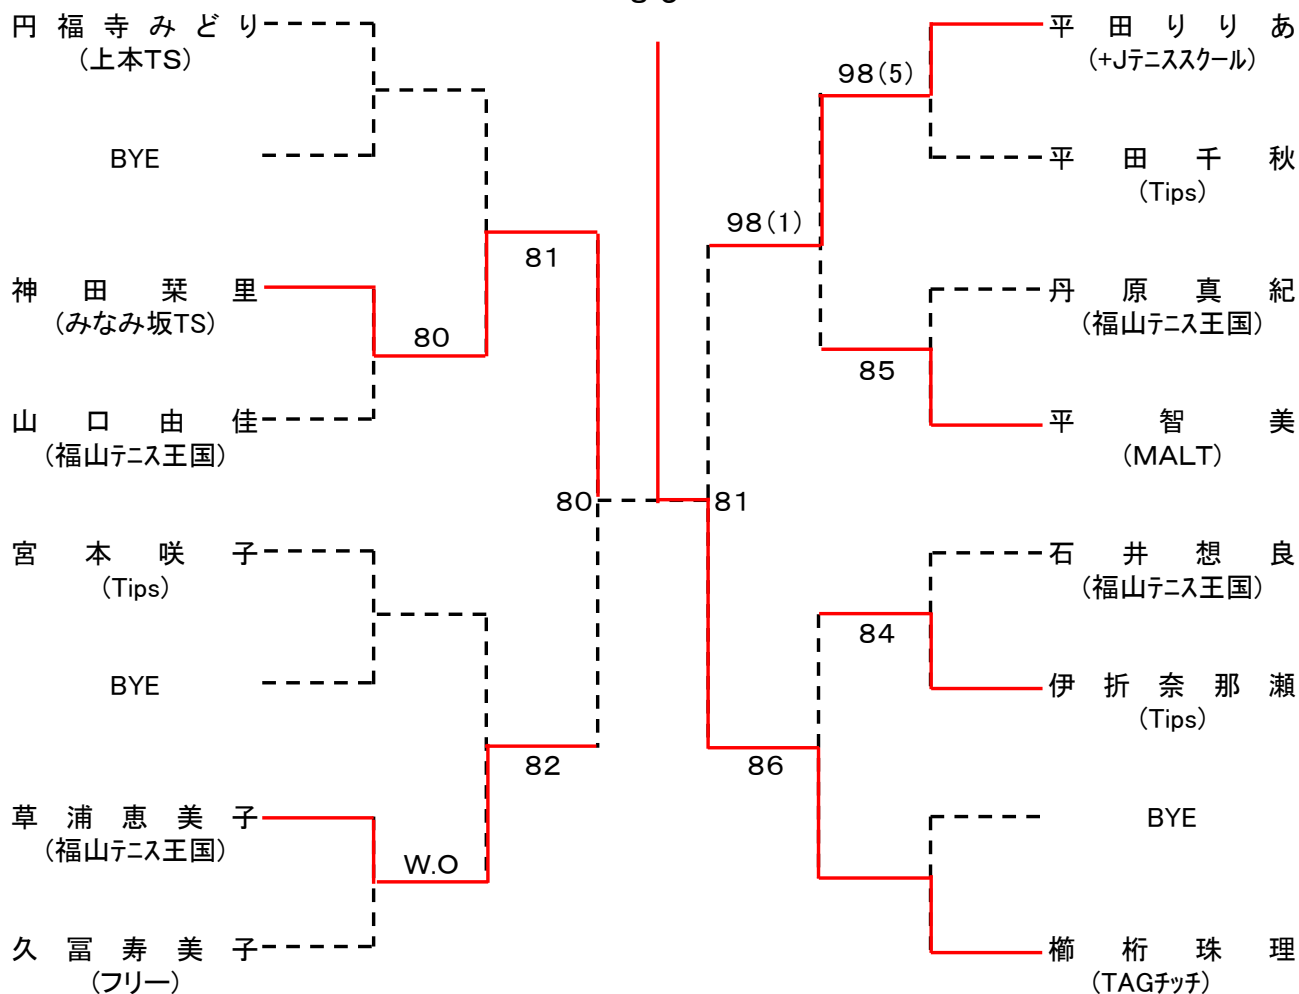 円福寺みどり
(上本TS)
BYE
神田栞里
(みなみ坂TS)
山口由佳
(福山テニス王国)
宮本咲子
(Tips)
BYE
草浦恵美子
(福山テニス王国)
久冨寿美子
(フリー)
81
80
80
82
W.O
98(5)
98(1)
85
81
84
86
平田りりあ
(+Jテニススクール)
平田千秋
(Tips)
丹原真紀
(福山テニス王国)
平智美
(MALT)
石井想良
(福山テニス王国)
伊折奈那瀬
(Tips)
BYE
櫛桁珠理
(TAGチッチ)